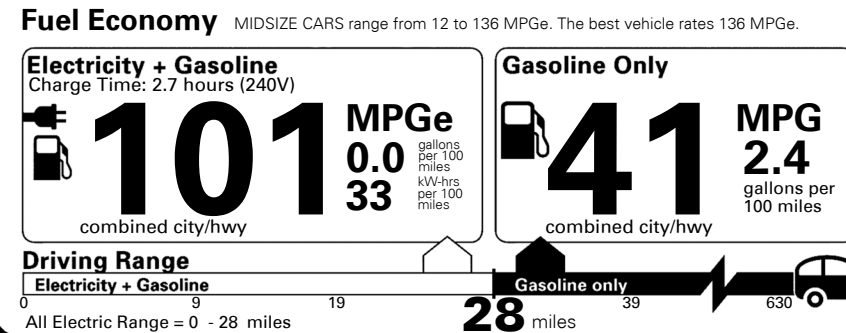 Fuel Economy MIDSIZE CARS range from 12 to 136 MPGe. The best vehicle rates 136 MPGe.
Electricity + Gasoline
Charge Time: 2.7 hours (240V)
101
MPGe
0.0 gallons per 100 miles
33 kW-hrs per 100 miles
combined city/hwy
Gasoline Only
41
MPG
2.4
gallons per
100 miles
combined city/hwy
Driving Range
Electricity + Gasoline
Gasoline only
0 9 19 28 miles 39 630
All Electric Range = 0 - 28 miles